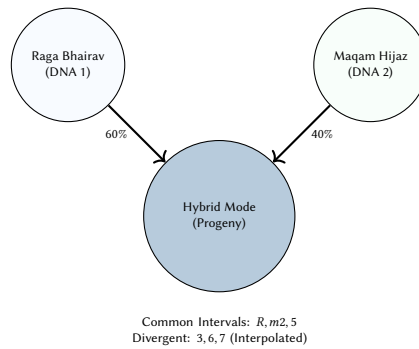 Raga Bhairav
(DNA 1)
Maqam Hijaz
(DNA 2)
60%
40%
Hybrid Mode
(Progeny)
Common Intervals: R, m2, 5
Divergent: 3, 6, 7 (Interpolated)